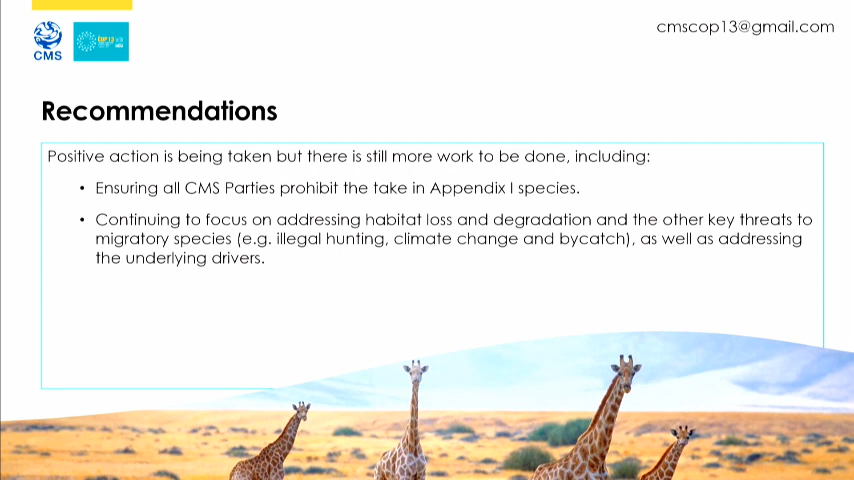 cmscop13@gmail.com
CMS
COP 13
Recommendations
Positive action is being taken but there is still more work to be done, including:
• Ensuring all CMS Parties prohibit the take in Appendix I species.
• Continuing to focus on addressing habitat loss and degradation and the other key threats to
migratory species (e.g. illegal hunting, climate change and bycatch), as well as addressing
the underlying drivers.